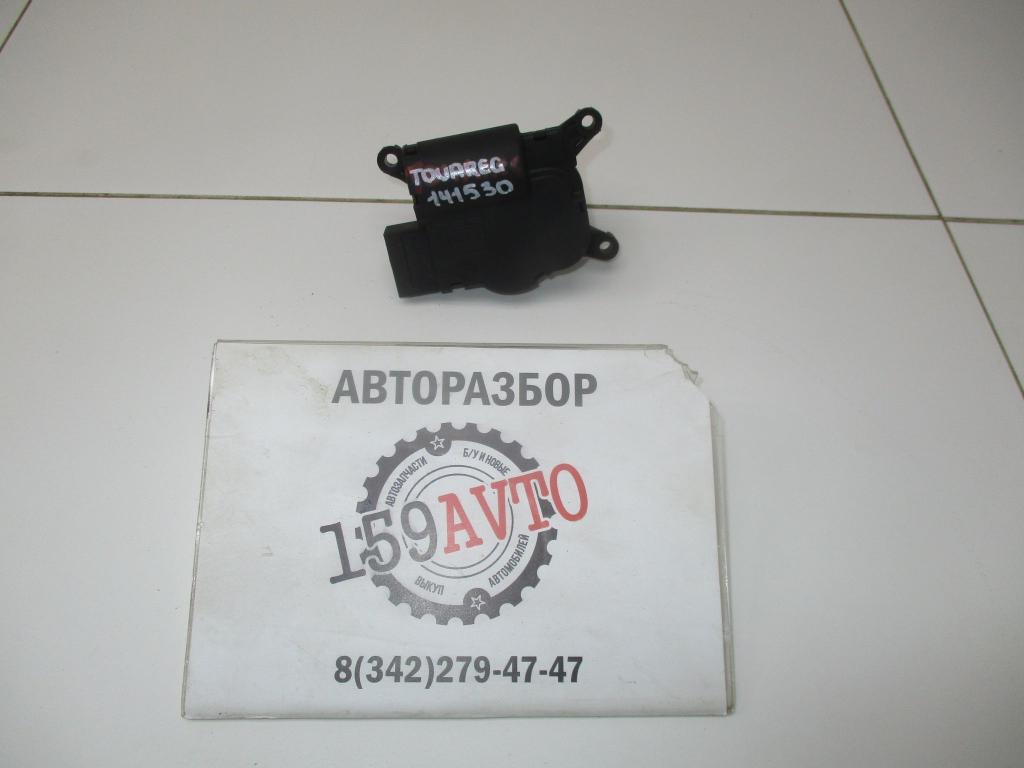 TOUAREG
141530
АВТОРАЗБОР
АВТОЗАПЧАСТИ
Б/У И НОВЫЕ
159AVTO
ВЫКУП
АВТОМОБИЛЕЙ
8(342)279-47-47